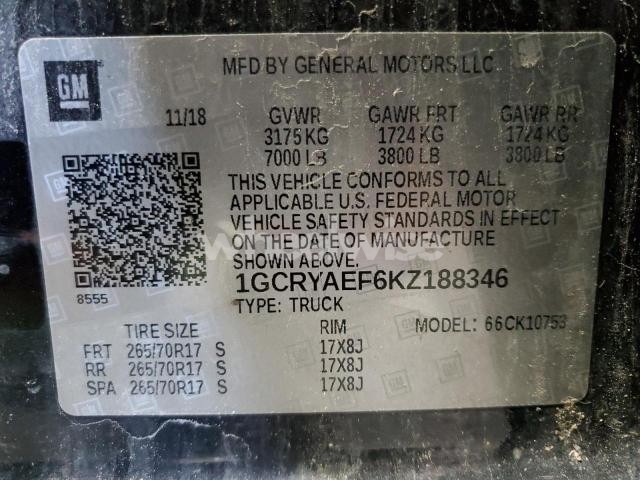 GM
MFD BY GENERAL MOTORS LLC
11/18 GVWR GAWR FRT GAWR RR
3175 KG 1724 KG 1724 KG
7000 LB 3800 LB 3800 LB
THIS VEHICLE CONFORMS TO ALL
APPLICABLE U.S. FEDERAL MOTOR
VEHICLE SAFETY STANDARDS IN EFFECT
ON THE DATE OF MANUFACTURE
SHOWN ABOVE.
8555 1GCRYAEF6KZ188346
TYPE: TRUCK
TIRE SIZE RIM MODEL: 66CK10753
FRT 265/70R17 S 17X8J
RR 265/70R17 S 17X8J
SPA 265/70R17 S 17X8J